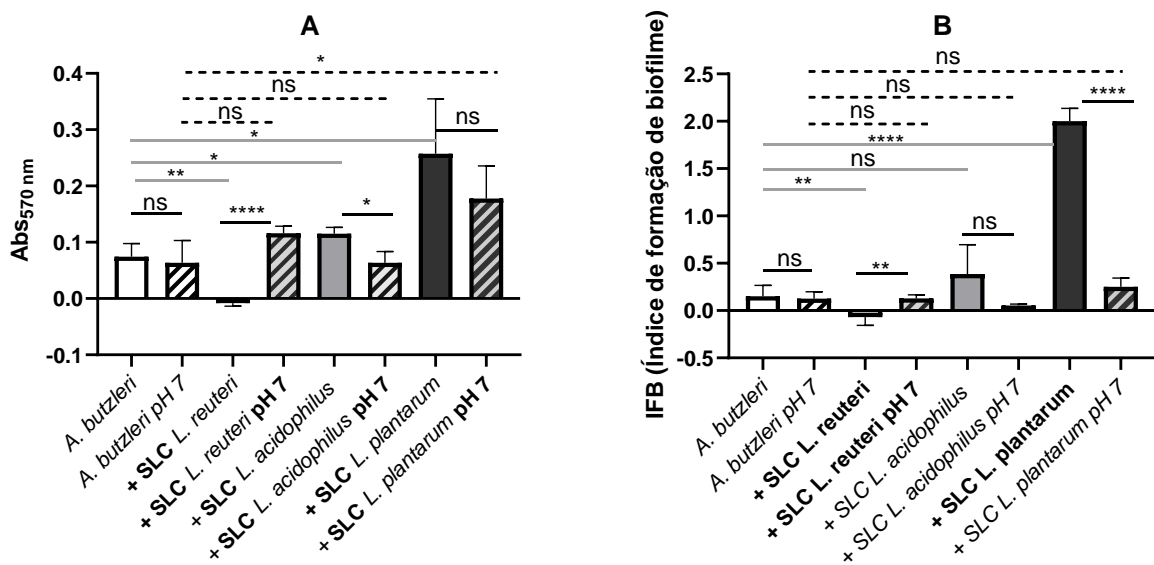 A
Abs570 nm
0.4
0.3
0.2
0.1
0.0
-0.1
*
ns
ns
*
*
**
ns
****
*
ns
A. butzleri
A. butzleri pH 7
+ SLC L. reuteri
+ SLC L. reuteri pH 7
+ SLC L. acidophilus
+ SLC L. acidophilus pH 7
+ SLC L. plantarum
+ SLC L. plantarum pH 7
B
IFB (Índice de formação de biofilme)
2.5
2.0
1.5
1.0
0.5
0.0
-0.5
ns
ns
ns
****
ns
**
ns
**
ns
****
A. butzleri
A. butzleri pH 7
+ SLC L. reuteri
+ SLC L. reuteri pH 7
+ SLC L. acidophilus
+ SLC L. acidophilus pH 7
+ SLC L. plantarum
+ SLC L. plantarum pH 7